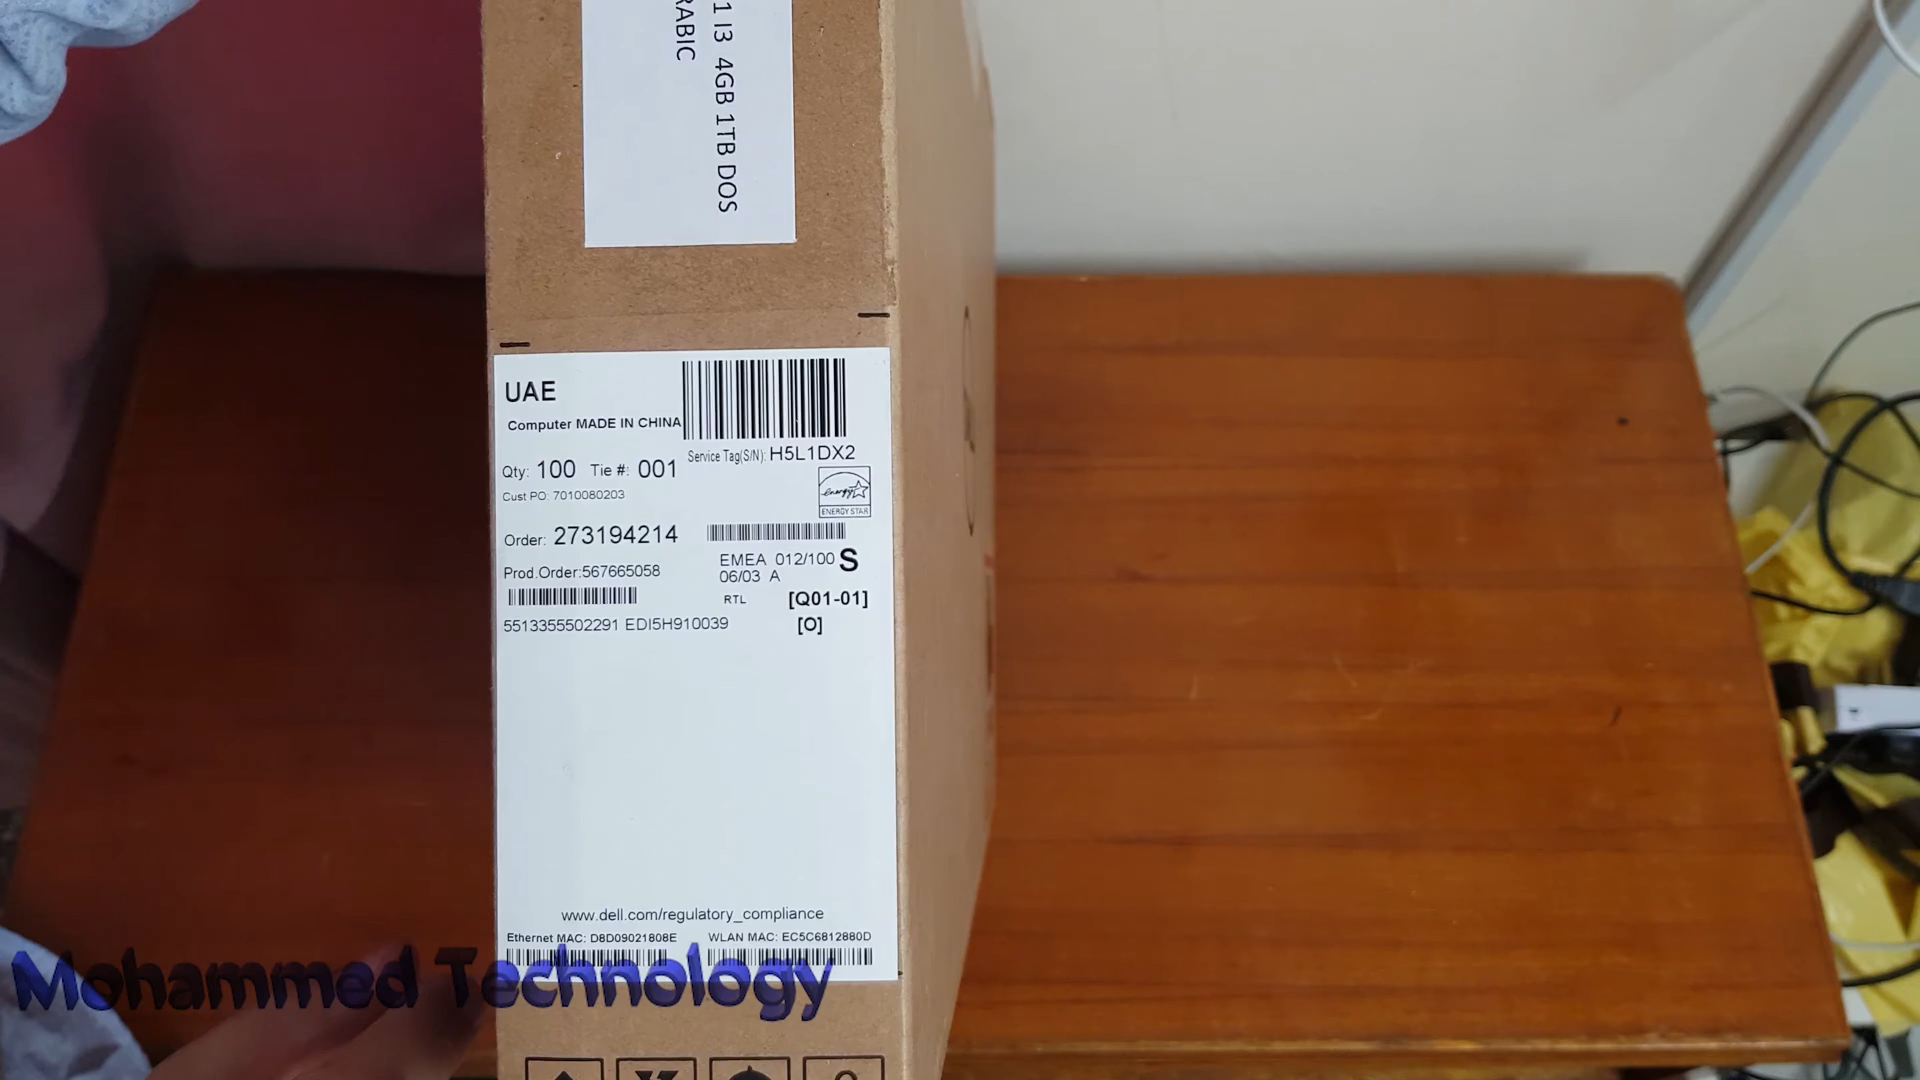 1 I3 4GB 1TB DOS
RABIC
UAE
Computer MADE IN CHINA
Service Tag(S/N): H5L1DX2
Qty: 100 Tie #: 001
Cust PO: 7010080203
energy
ENERGY STAR
Order: 273194214
EMEA 012/100 S
Prod.Order:567665058
06/03 A
RTL [Q01-01]
5513355502291 EDI5H910039 [O]
www.dell.com/regulatory_compliance
Ethernet MAC: D8D09021808E WLAN MAC: EC5C6812880D
Mohammed Technology